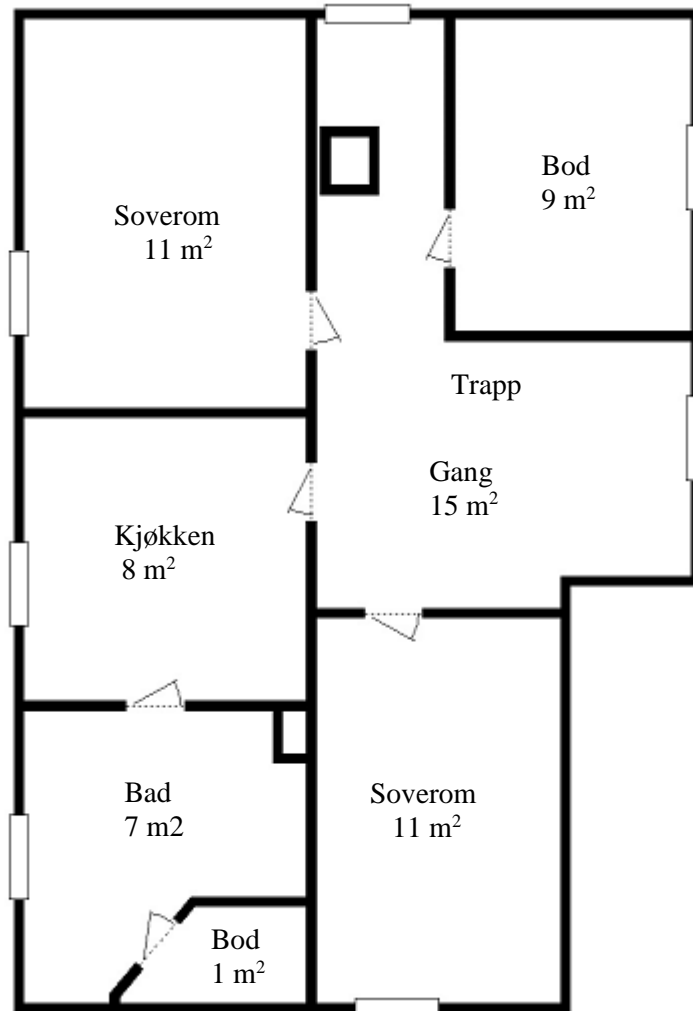 Bod
9 m²
Soverom
11 m²
Trapp
Gang
15 m²
Kjøkken
8 m²
Bad
7 m2
Soverom
11 m²
Bod
1 m²